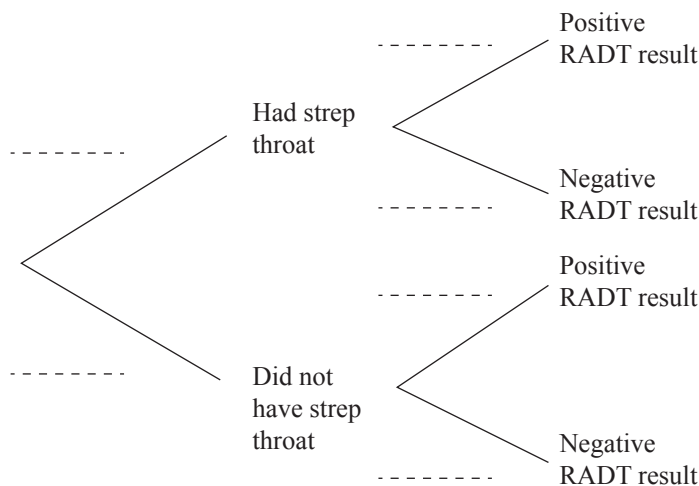 Positive
RADT result
Had strep
throat
Negative
RADT result
Positive
RADT result
Did not
have strep
throat
Negative
RADT result